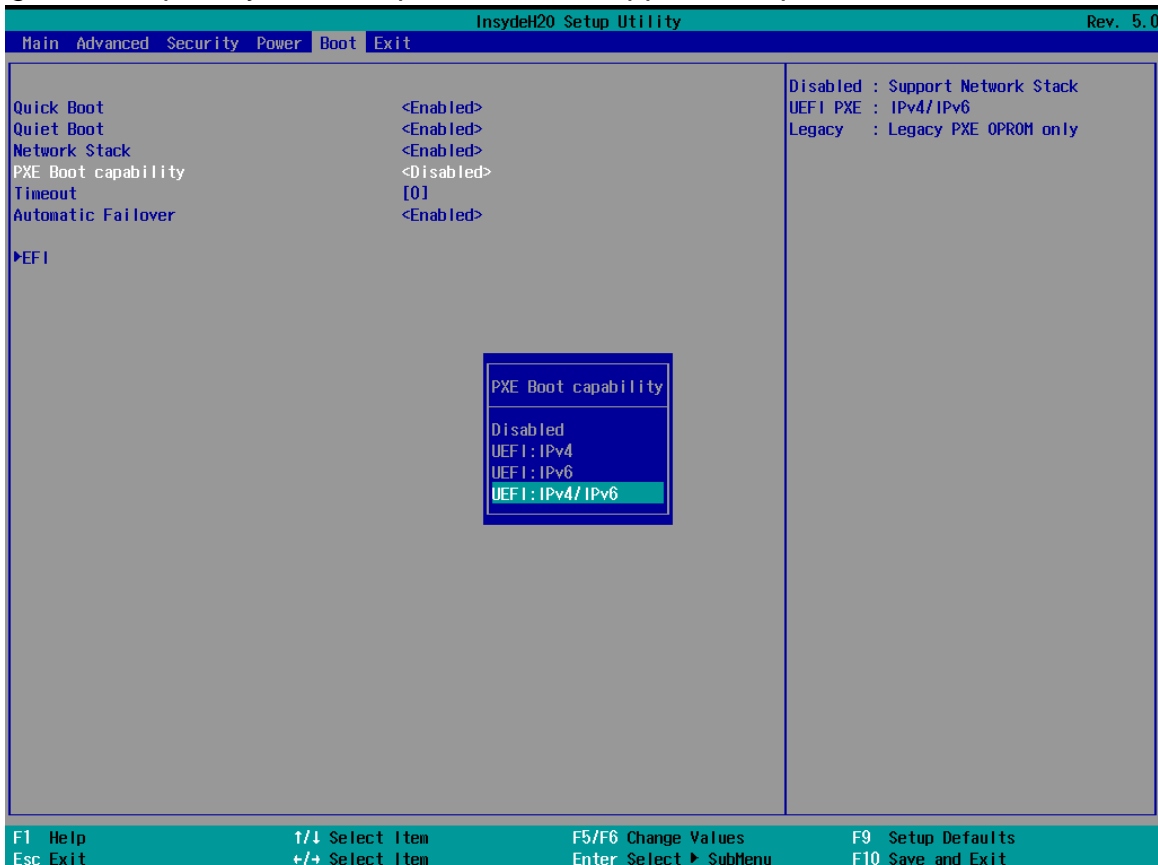 InsydeH20 Setup Utility Rev. 5.0
Main Advanced Security Power Boot Exit
Quick Boot <Enabled>
Quiet Boot <Enabled>
Network Stack <Enabled>
PXE Boot capability <Disabled>
Timeout [0]
Automatic Failover <Enabled>
▶EFI
Disabled : Support Network Stack
UEFI PXE : IPv4/IPv6
Legacy : Legacy PXE OPROM only
PXE Boot capability
Disabled
UEFI:IPv4
UEFI:IPv6
UEFI:IPv4/IPv6
F1 Help ↑/↓ Select Item F5/F6 Change Values F9 Setup Defaults
Esc Exit ←/→ Select Item Enter Select ▶ SubMenu F10 Save and Exit